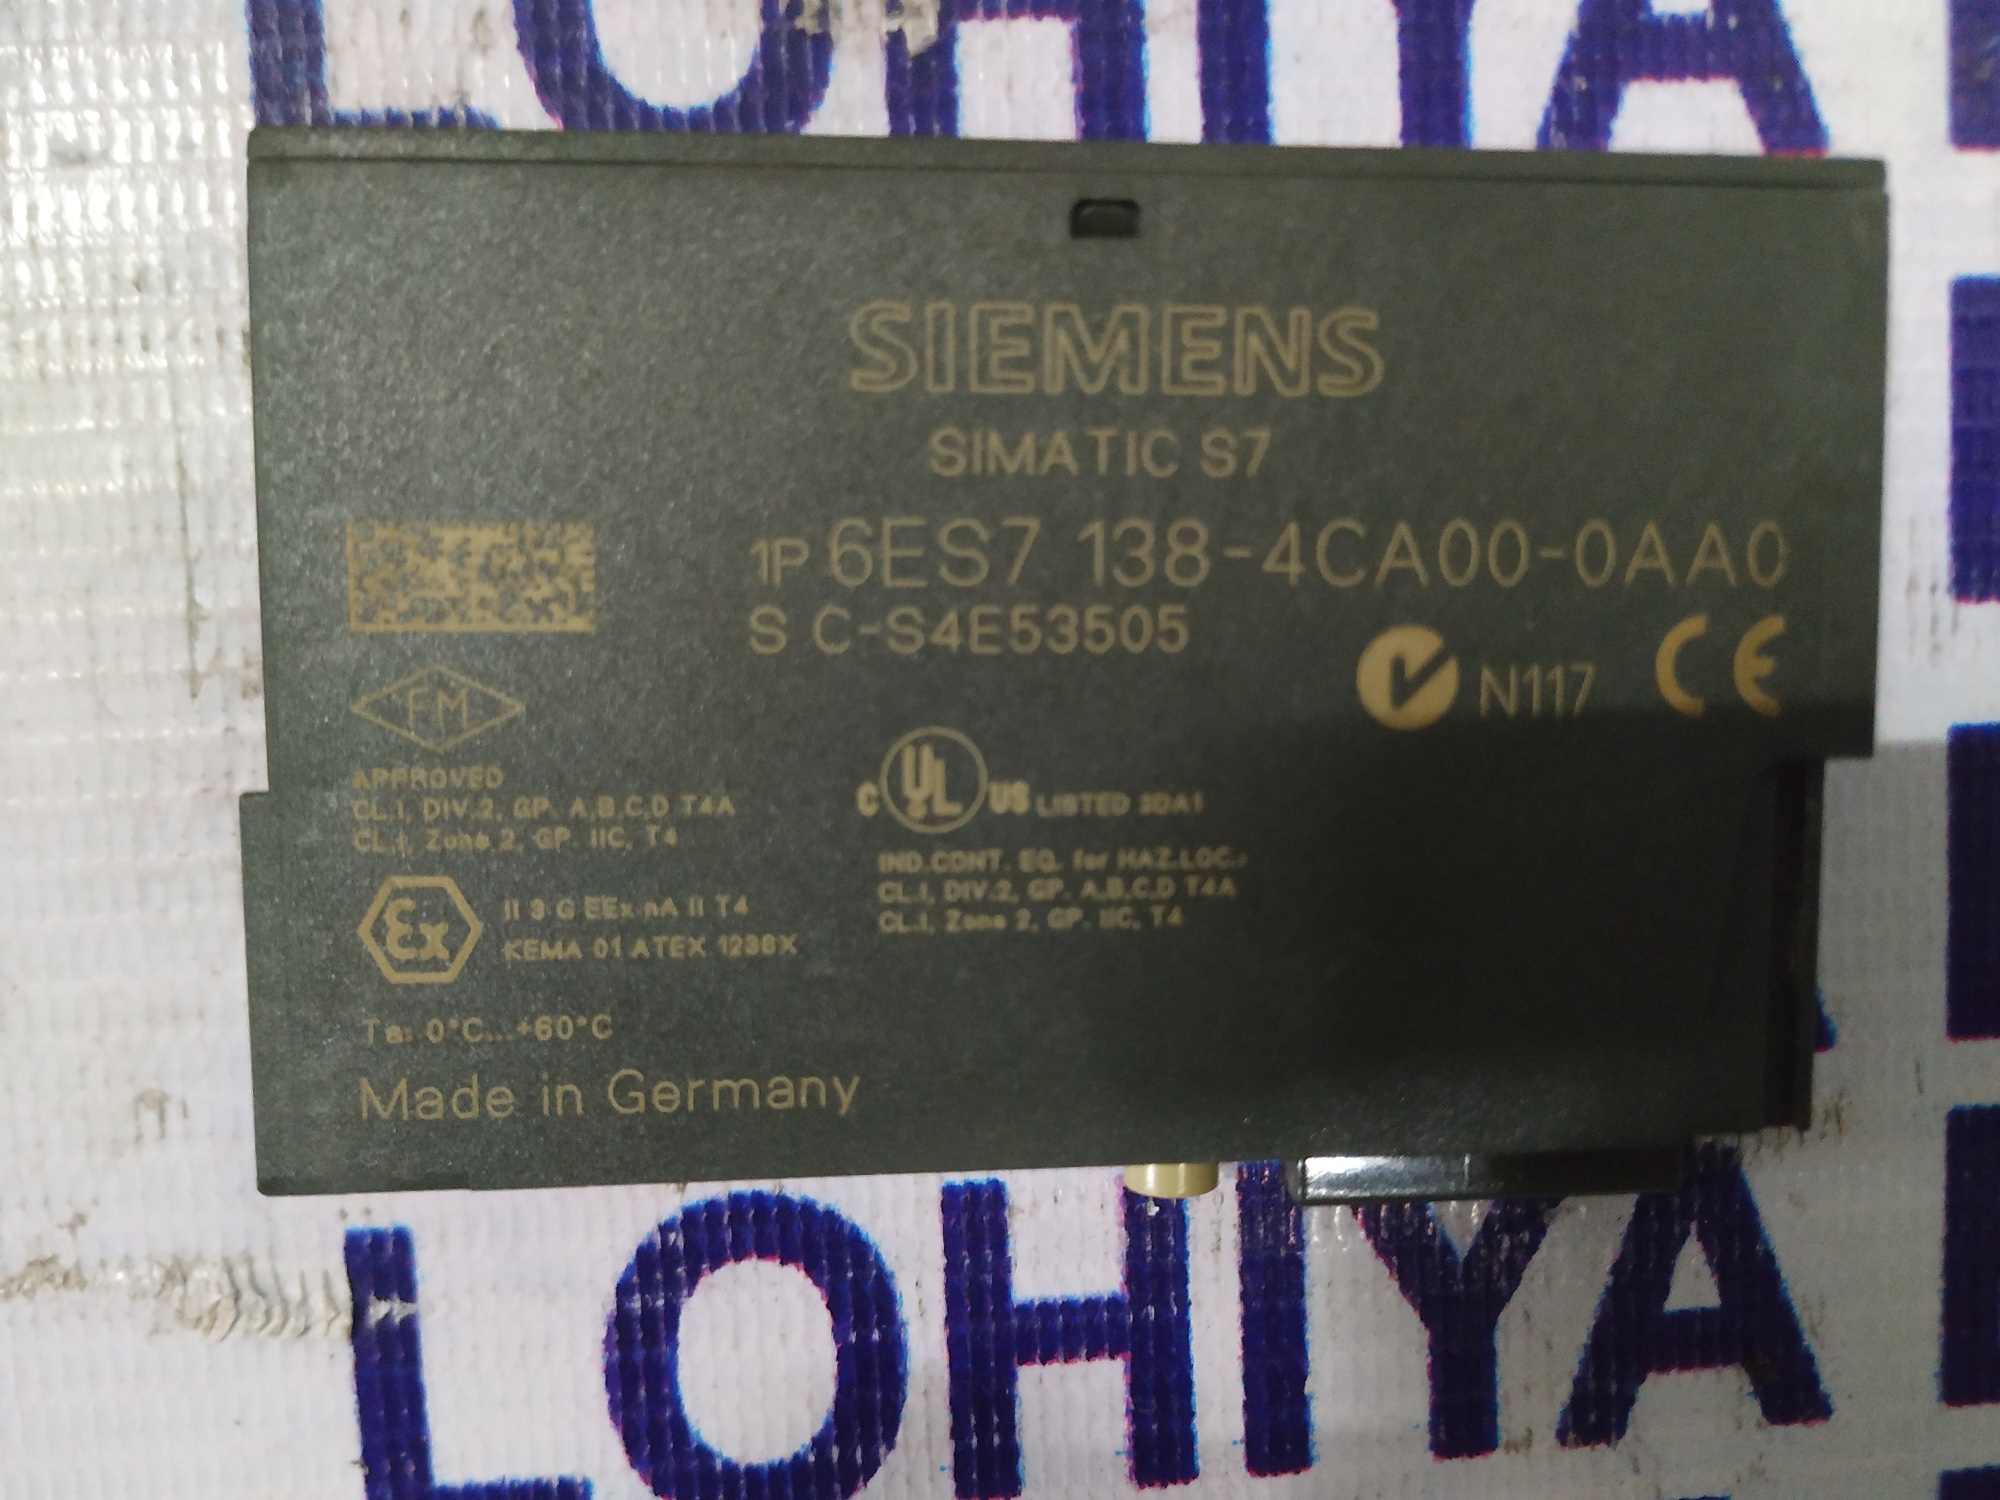 LOHIYA
SIEMENS
SIMATIC S7
1P 6ES7 138-4CA00-0AA0
S C-S4E53505
N117 CE
FM
APPROVED
CL.I, DIV.2, GP. A,B,C,D T4A
CL.I, Zone 2, GP. IIC, T4
C UL US LISTED
IND.CONT. EQ. for HAZ.LOC.:
CL.I, DIV.2, GP. A,B,C,D T4A
CL.I, Zone 2, GP. IIC, T4
Ex II 3 G EEx nA II T4
KEMA 01 ATEX
Ta: 0°C...+60°C
Made in Germany
LOHIYA